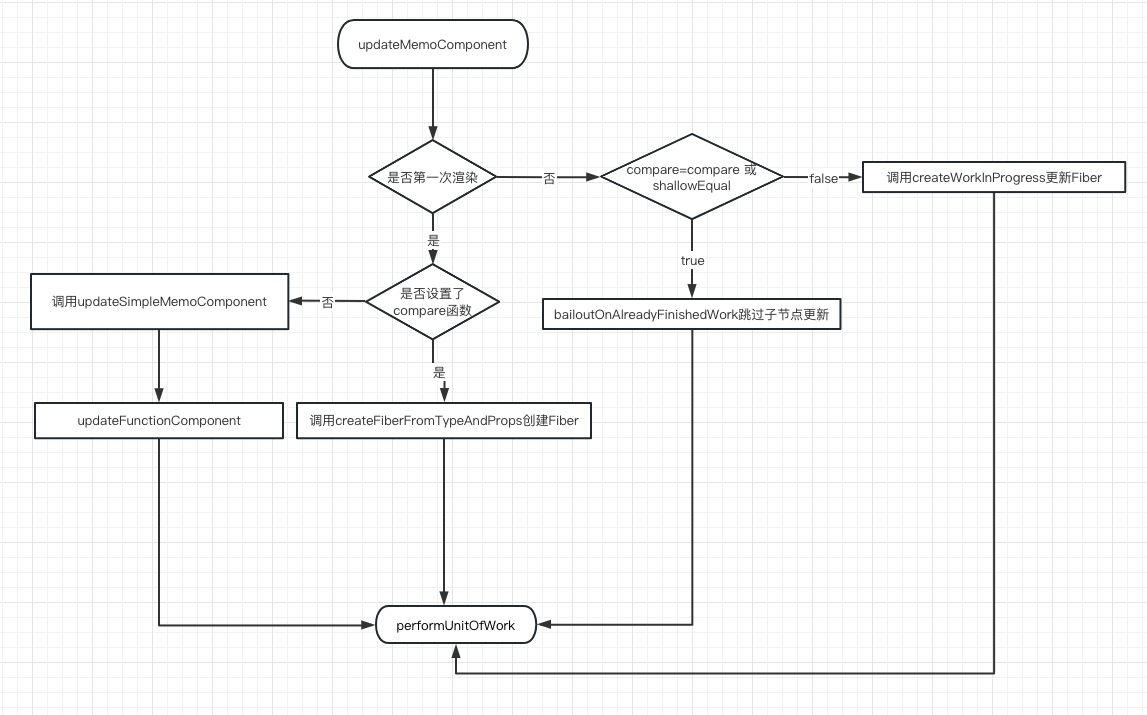 updateMemoComponent
是否第一次渲染
否
compare=compare 或
shallowEqual
false
调用createWorkInProgress更新Fiber
是
true
是否设置了
compare函数
否
调用updateSimpleMemoComponent
bailoutOnAlreadyFinishedWork跳过子节点更新
是
updateFunctionComponent
调用createFiberFromTypeAndProps创建Fiber
performUnitOfWork